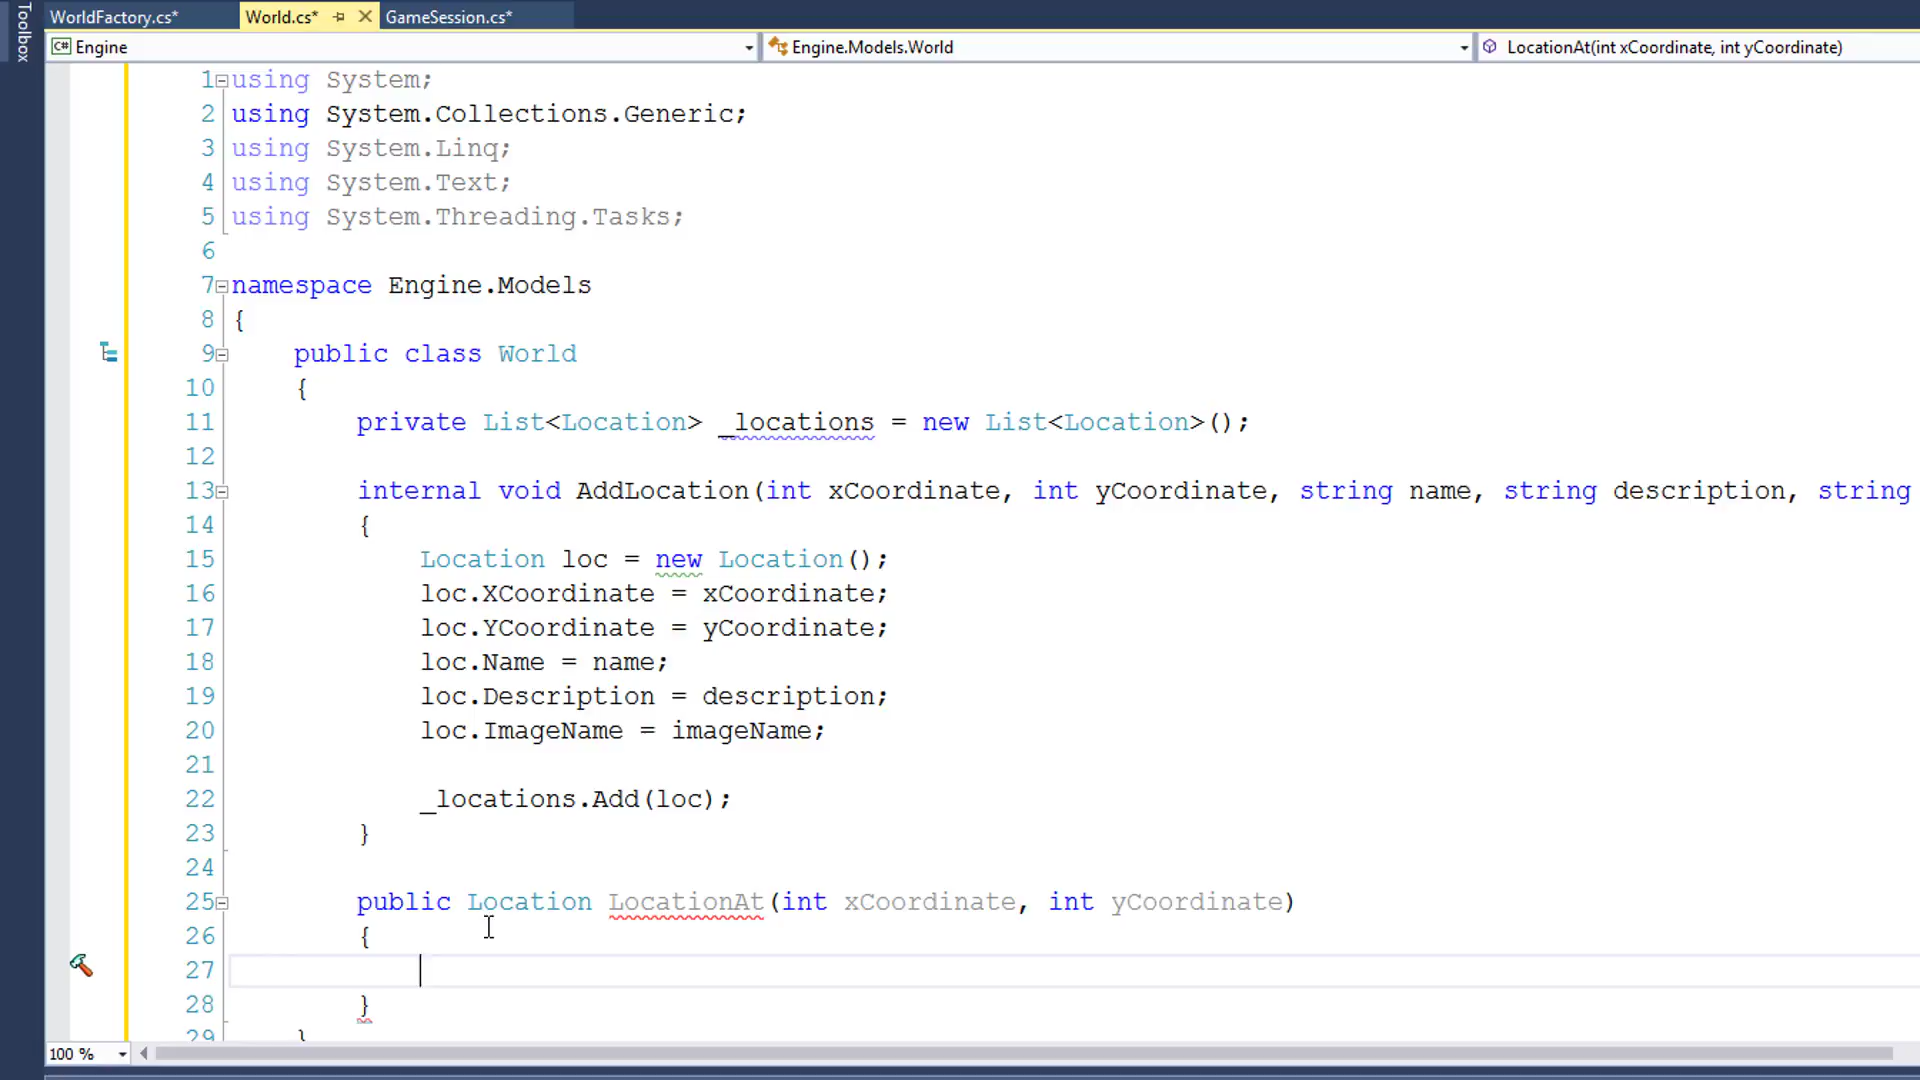 Toolbox
WorldFactory.cs* World.cs* GameSession.cs*
C# Engine Engine.Models.World LocationAt(int xCoordinate, int yCoordinate)
1 using System;
2 using System.Collections.Generic;
3 using System.Linq;
4 using System.Text;
5 using System.Threading.Tasks;
6
7 namespace Engine.Models
8 {
9 public class World
10 {
11 private List<Location> _locations = new List<Location>();
12
13 internal void AddLocation(int xCoordinate, int yCoordinate, string name, string description, string
14 {
15 Location loc = new Location();
16 loc.XCoordinate = xCoordinate;
17 loc.YCoordinate = yCoordinate;
18 loc.Name = name;
19 loc.Description = description;
20 loc.ImageName = imageName;
21
22 _locations.Add(loc);
23 }
24
25 public Location LocationAt(int xCoordinate, int yCoordinate)
26 {
27
28 }
29 }
100 %